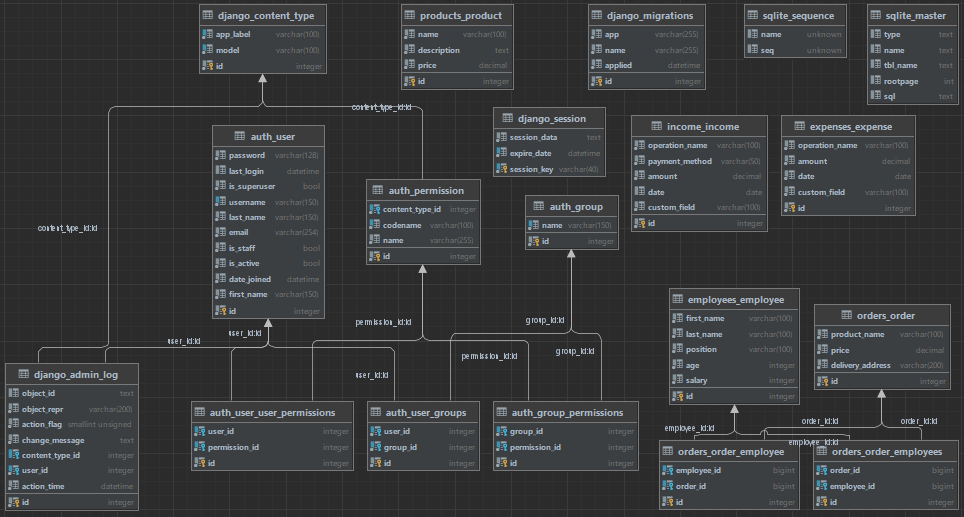 django_content_type
app_label varchar(100)
model varchar(100)
id integer
products_product
name varchar(100)
description text
price decimal
id integer
django_migrations
app varchar(255)
name varchar(255)
applied datetime
id integer
sqlite_sequence
name unknown
seq unknown
sqlite_master
type text
name text
tbl_name text
rootpage int
sql text
content_type_id:id
content_type_id:id
auth_user
password varchar(128)
last_login datetime
is_superuser bool
username varchar(150)
last_name varchar(150)
email varchar(254)
is_staff bool
is_active bool
date_joined datetime
first_name varchar(150)
id integer
auth_permission
content_type_id integer
codename varchar(100)
name varchar(255)
id integer
django_session
session_data text
expire_date datetime
session_key varchar(40)
auth_group
name varchar(150)
id integer
income_income
operation_name varchar(100)
payment_method varchar(50)
amount decimal
date date
custom_field varchar(100)
id integer
expenses_expense
operation_name varchar(100)
amount decimal
date date
custom_field varchar(100)
id integer
employees_employee
first_name varchar(100)
last_name varchar(100)
position varchar(100)
age integer
salary integer
id integer
orders_order
product_name varchar(100)
price decimal
delivery_address varchar(200)
id integer
user_id:id
user_id:id
user_id:id
permission_id:id
permission_id:id
group_id:id
group_id:id
django_admin_log
object_id text
object_repr varchar(200)
action_flag smallint unsigned
change_message text
content_type_id integer
user_id integer
action_time datetime
id integer
auth_user_user_permissions
user_id integer
permission_id integer
id integer
auth_user_groups
user_id integer
group_id integer
id integer
auth_group_permissions
group_id integer
permission_id integer
id integer
employee_id:id
order_id:id
order_id:id
employee_id:id
orders_order_employee
employee_id bigint
order_id bigint
id integer
orders_order_employees
order_id bigint
employee_id bigint
id integer